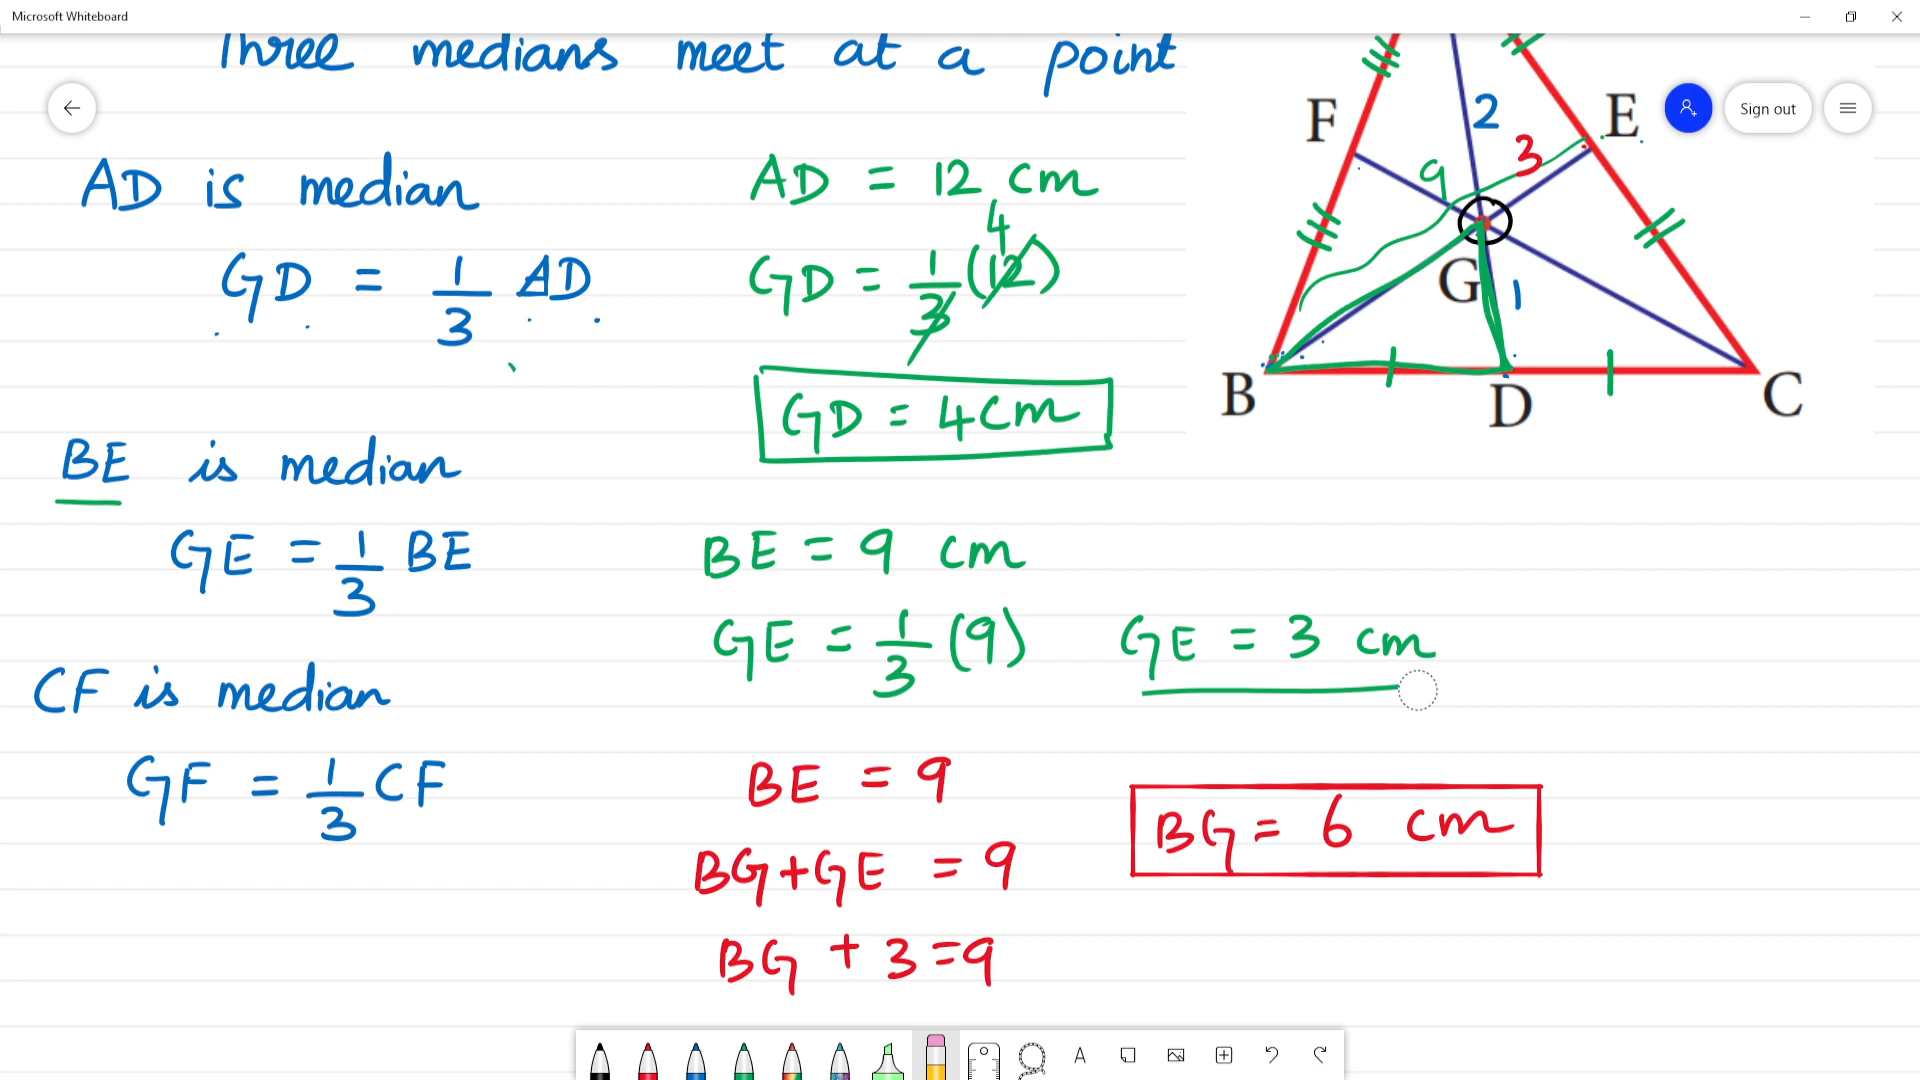 Microsoft Whiteboard
Three medians meet at a point
Sign out
AD is median
GD = 1/3 AD
BE is median
GE = 1/3 BE
CF is median
GF = 1/3 CF
AD = 12 cm
4
GD = 1/3 (12)
GD = 4 cm
BE = 9 cm
GE = 1/3 (9)
GE = 3 cm
BE = 9
BG + GE = 9
BG + 3 = 9
BG = 6 cm
F
2
E
3
9
G
1
B
D
C
A